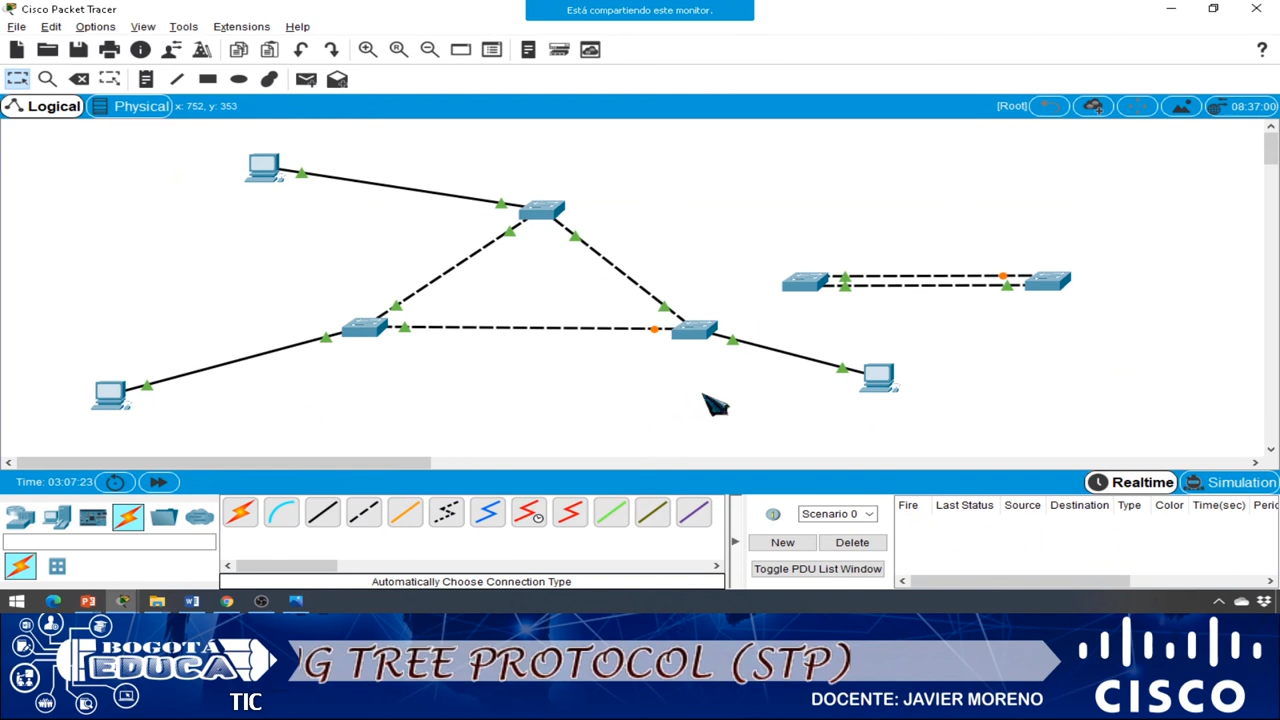 Cisco Packet Tracer
Está compartiendo este monitor.
File Edit Options View Tools Extensions Help
Logical Physical x: 752, y: 353 [Root] 08:37:00
Time: 03:07:23 Realtime Simulation
Scenario 0 Fire Last Status Source Destination Type Color Time(sec) Perio
New Delete
Toggle PDU List Window
Automatically Choose Connection Type
BOGOTÁ
EDUCA
TIC
NG TREE PROTOCOL (STP)
DOCENTE: JAVIER MORENO
CISCO